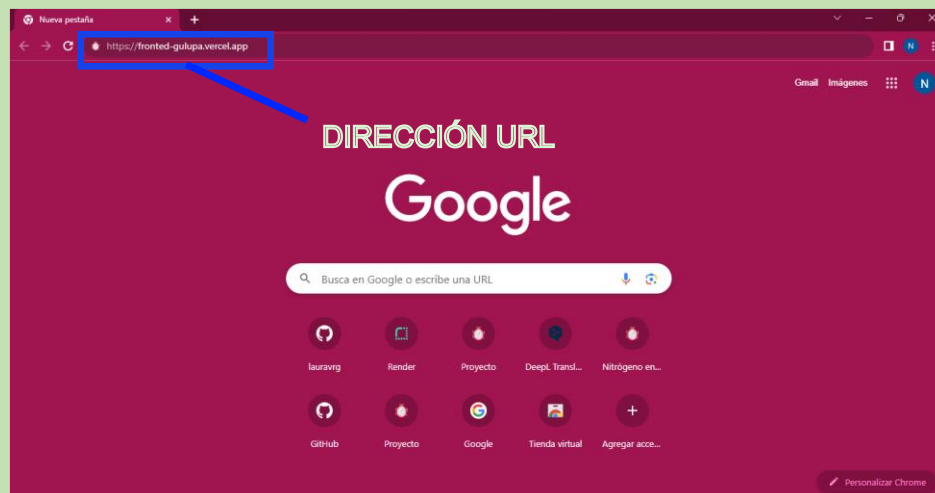 Nueva pestaña
https://fronted-gulupa.vercel.app
N
Gmail Imágenes
N
DIRECCIÓN URL
Google
Busca en Google o escribe una URL
lauravrg Render Proyecto DeepL Transl... Nitrógeno en...
GitHub Proyecto Google Tienda virtual Agregar acce...
Personalizar Chrome